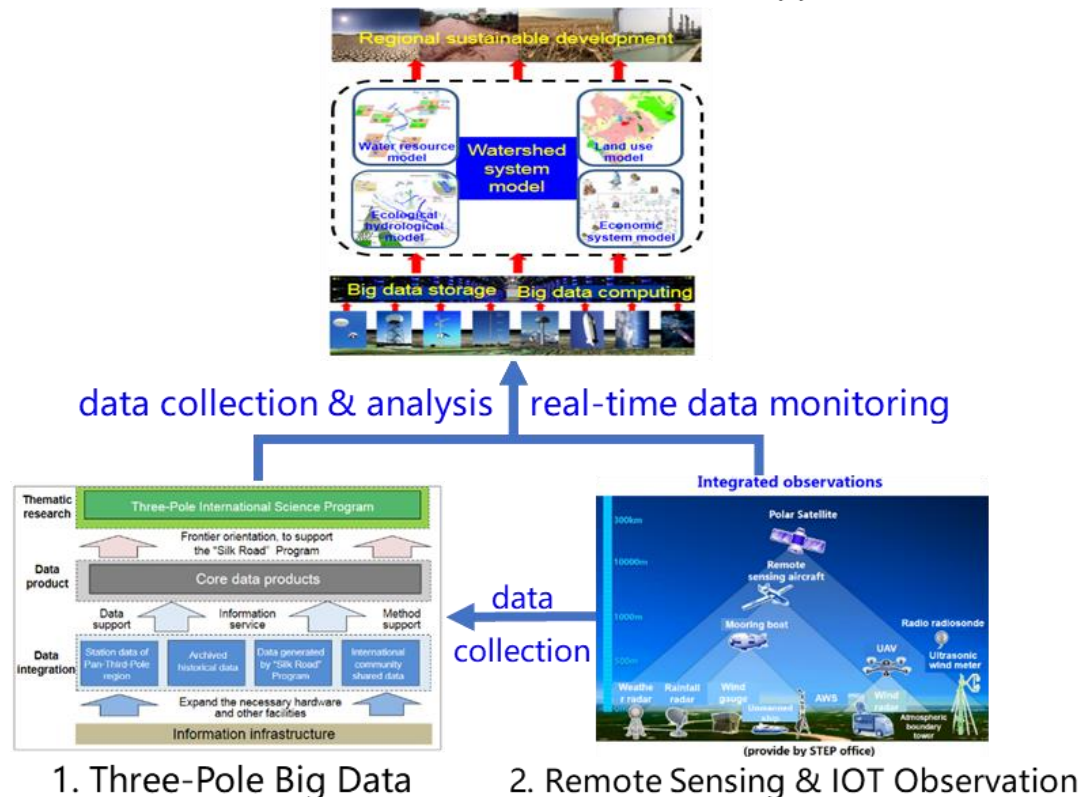 Regional sustainable development
Water resource
model
Watershed
system
model
Land use
model
Ecological
hydrological
model
Economic
system model
Big data storage
Big data computing
data collection & analysis
real-time data monitoring
Thematic
research
Three-Pole International Science Program
Frontier orientation, to support
the "Silk Road" Program
Data
product
Core data products
Data
support
Information
service
Method
support
Data
integration
Station data of
Pan-Third-Pole
region
Archived
historical data
Data generated
by "Silk Road"
Program
International
community
shared data
Expand the necessary hardware
and other facilities
Information infrastructure
1. Three-Pole Big Data
data
collection
Integrated observations
300km
10000m
1000m
500m
Polar Satellite
Remote
sensing aircraft
Mooring boat
Radio radiosonde
UAV
Ultrasonic
wind meter
Weathe
r radar
Rainfall
radar
Wind
gauge
Unmanned
ship
AWS
Wind
radar
Atmospheric
boundary
tower
(provide by STEP office)
2. Remote Sensing & IOT Observation